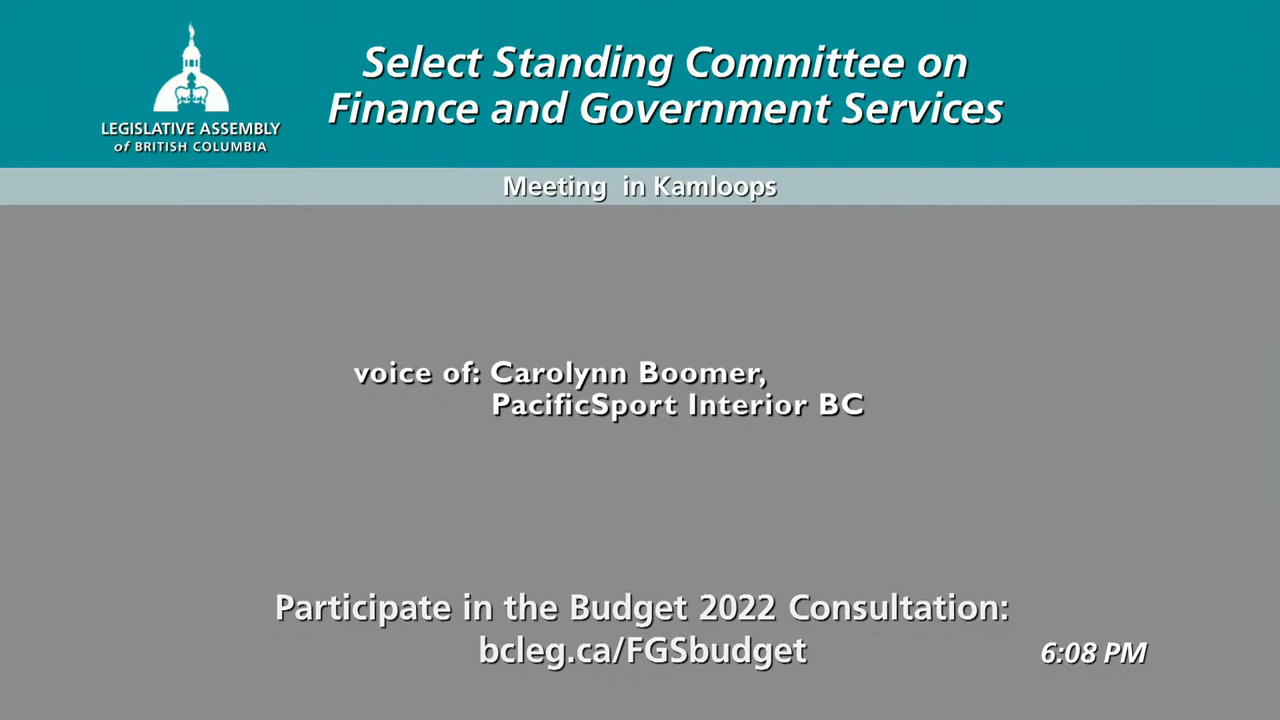 LEGISLATIVE ASSEMBLY
of BRITISH COLUMBIA
Select Standing Committee on
Finance and Government Services
Meeting in Kamloops
voice of: Carolynn Boomer,
PacificSport Interior BC
Participate in the Budget 2022 Consultation:
bcleg.ca/FGSbudget
6:08 PM